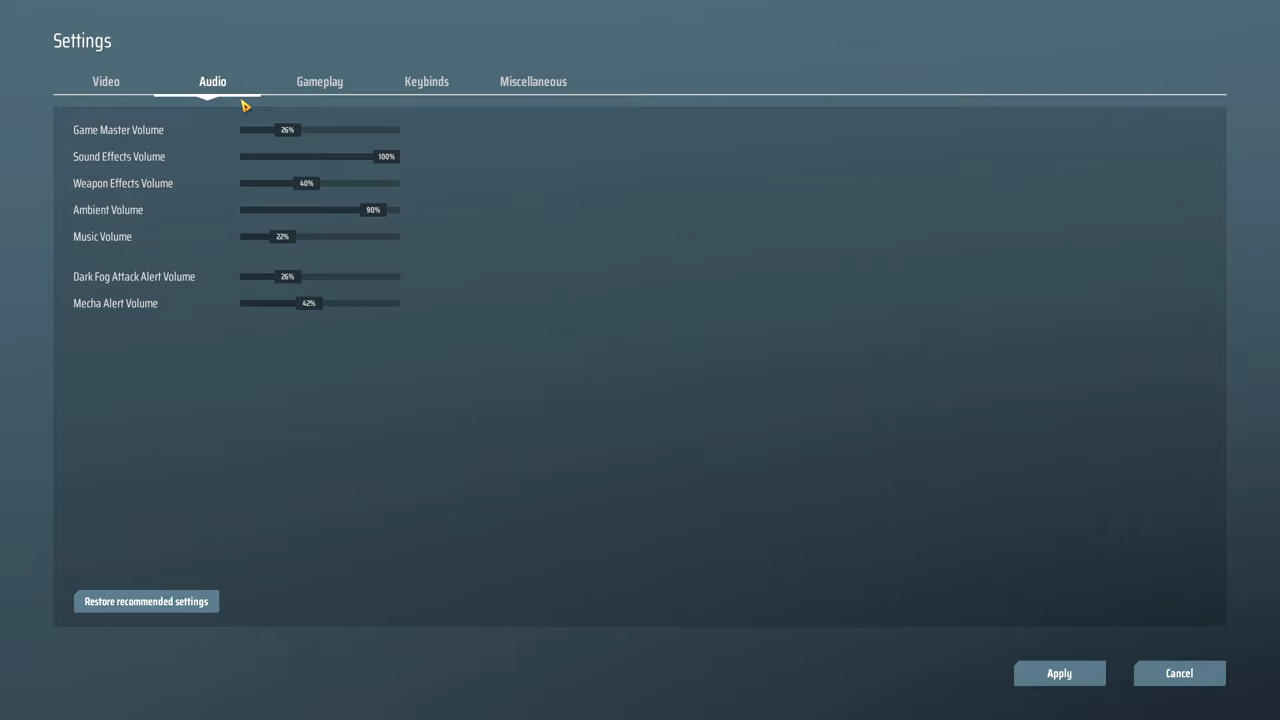 Settings
Video Audio Gameplay Keybinds Miscellaneous
Game Master Volume 26%
Sound Effects Volume 100%
Weapon Effects Volume 40%
Ambient Volume 90%
Music Volume 22%
Dark Fog Attack Alert Volume 26%
Mecha Alert Volume 42%
Restore recommended settings
Apply Cancel